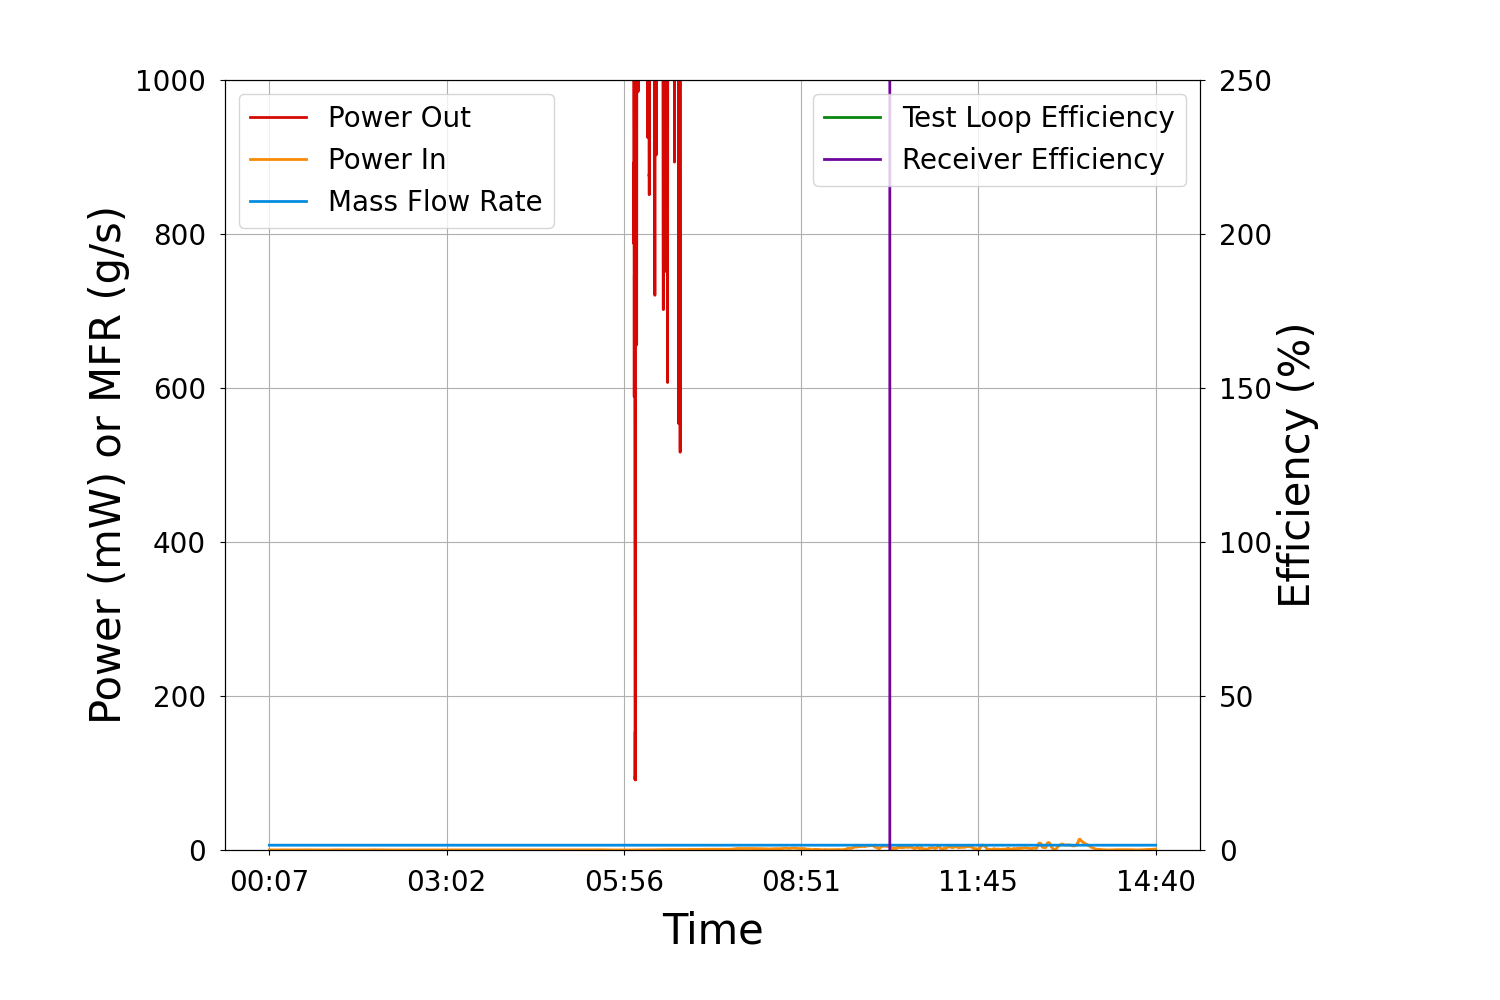 Power Out
Power In
Mass Flow Rate
Test Loop Efficiency
Receiver Efficiency
Power (mW) or MFR (g/s)
1000
800
600
400
200
0
250
200
150
100
50
0
Efficiency (%)
00:07 03:02 05:56 08:51 11:45 14:40
Time